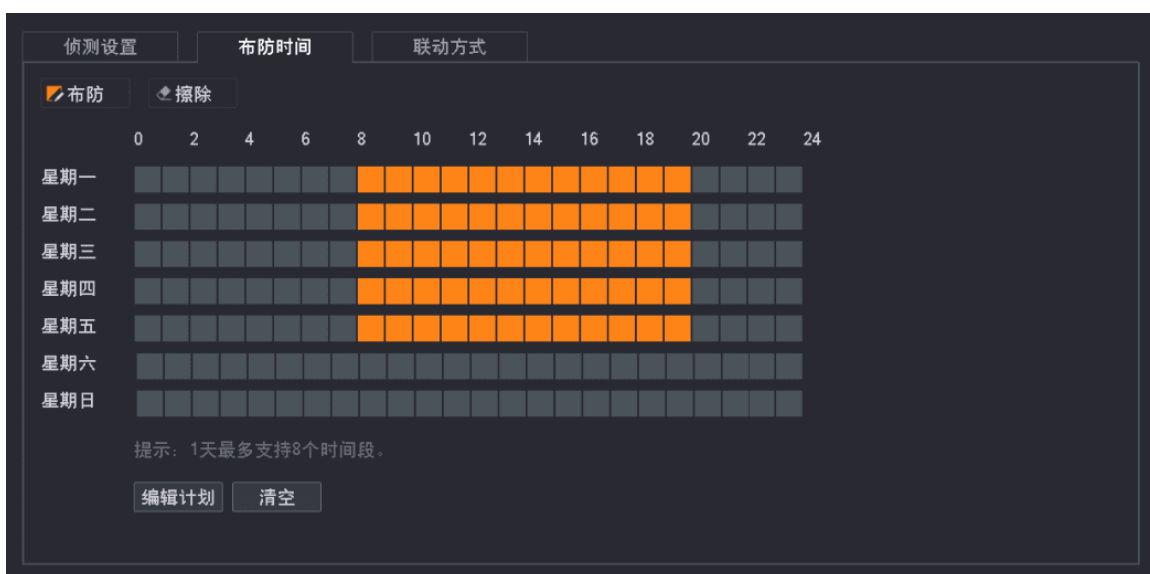 侦测设置 布防时间 联动方式
布防 擦除
0 2 4 6 8 10 12 14 16 18 20 22 24
星期一
星期二
星期三
星期四
星期五
星期六
星期日
提示：1天最多支持8个时间段。
编辑计划 清空